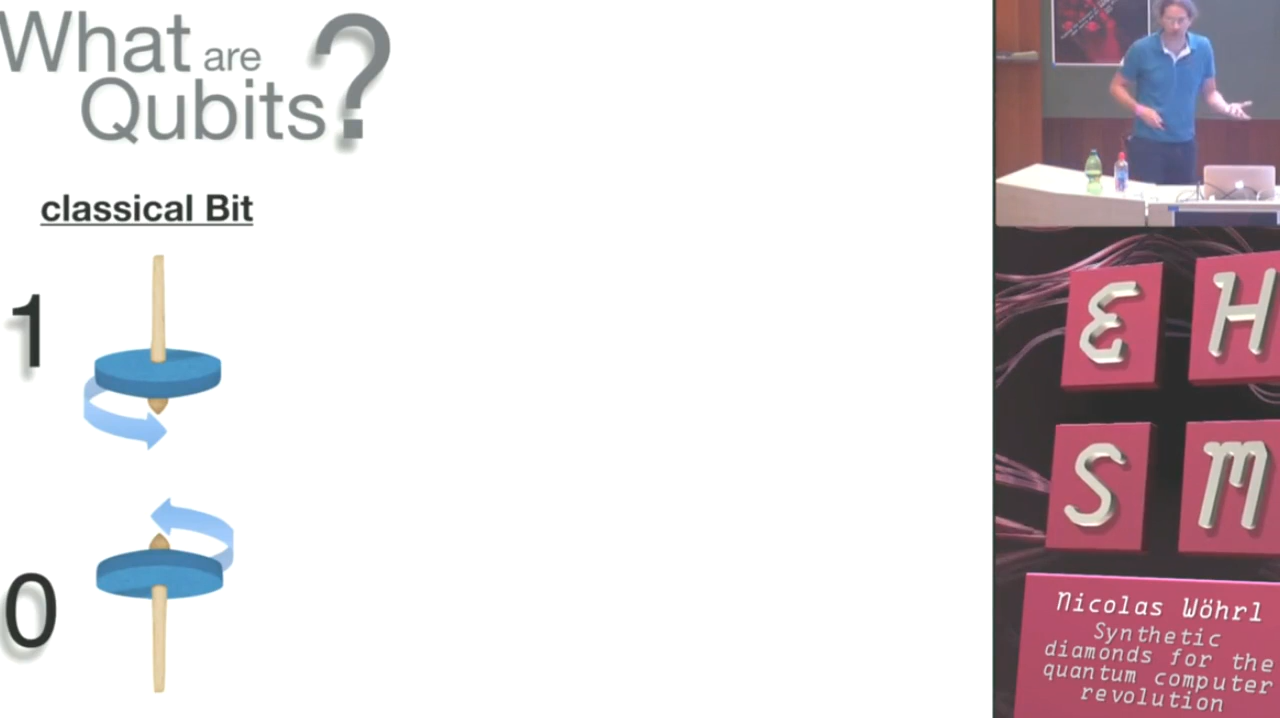 What are
Qubits?
classical Bit
1
0
ε H
S M
Nicolas Wöhrl
Synthetic
diamonds for the
quantum computer
revolution